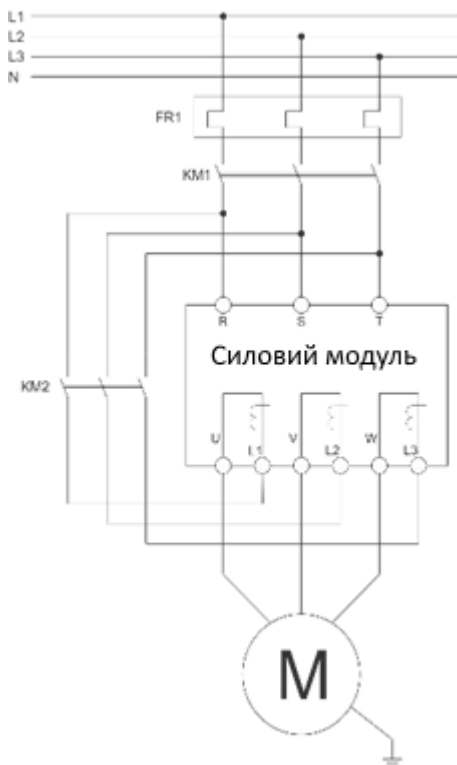 L1
L2
L3
N
FR1
KM1
R S T
Силовий модуль
KM2
U L1 V L2 W L3
M